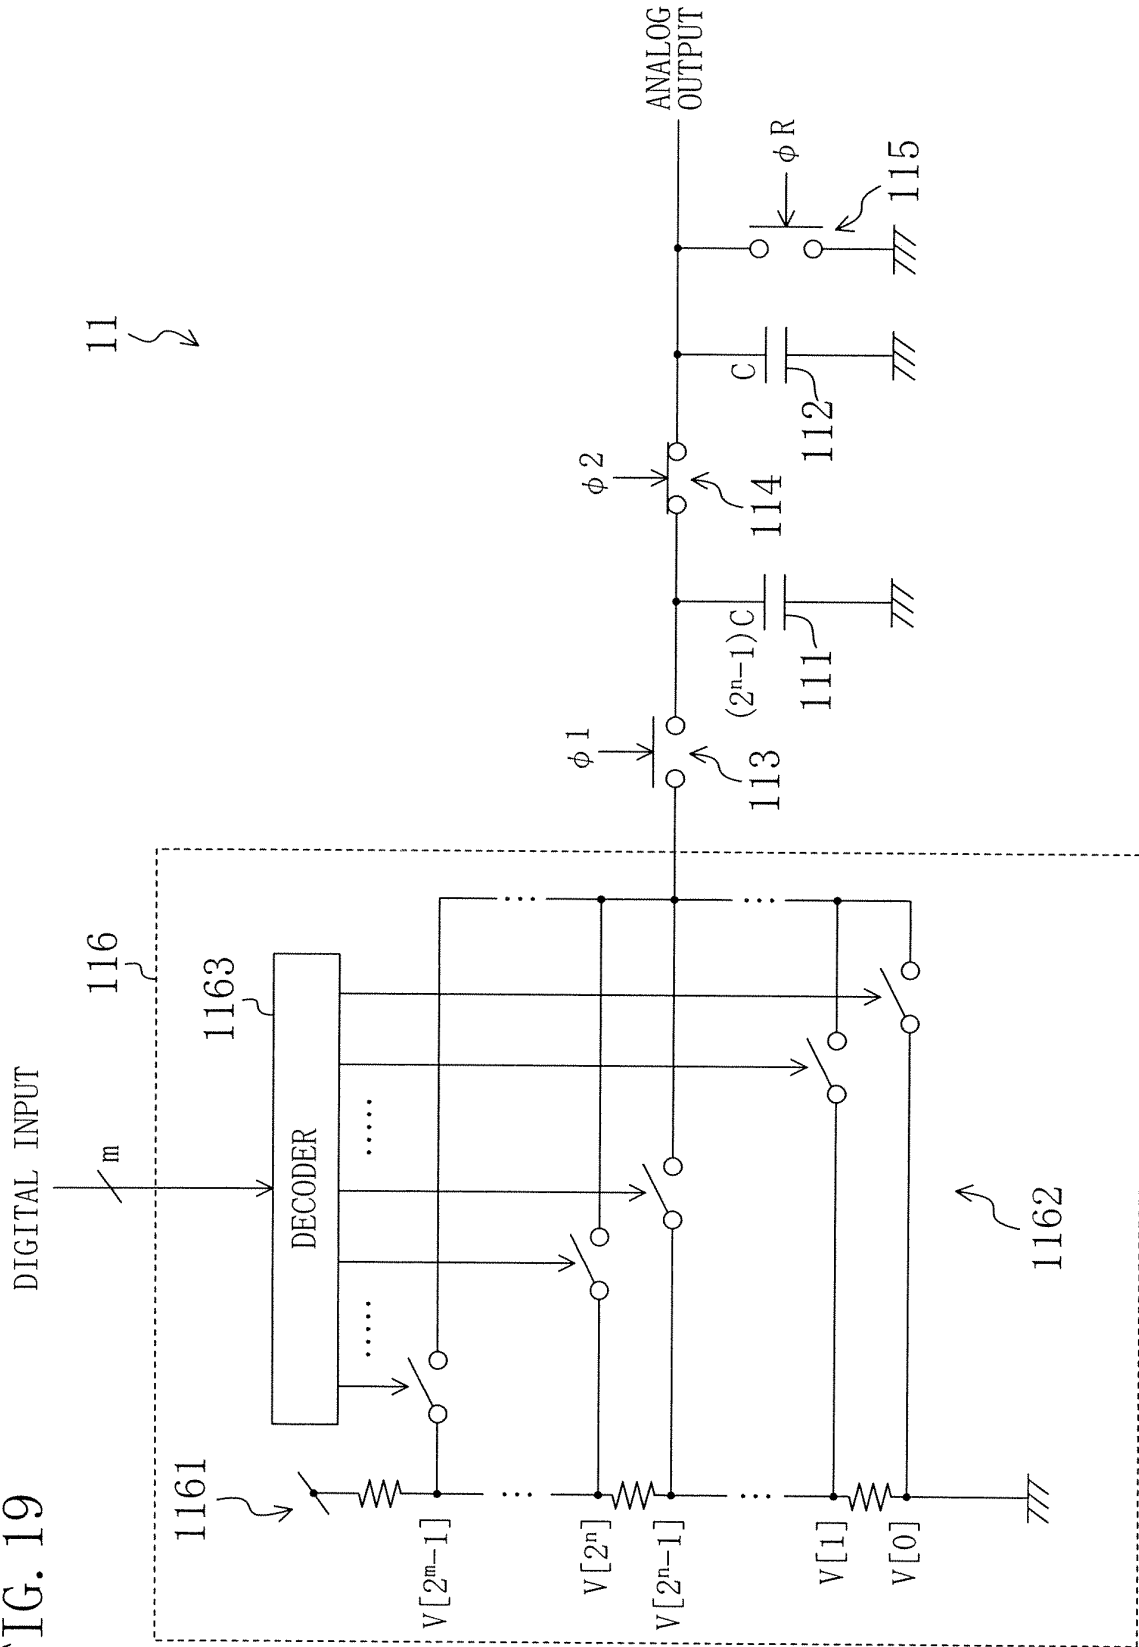 FIG. 19
DIGITAL INPUT
m
116
1161
1163
DECODER
.....
.....
V[2ᵐ-1]
...
V[2ⁿ]
V[2ⁿ-1]
...
V[1]
V[0]
...
...
1162
11
φ1
113
(2ⁿ-1)C
111
φ2
114
C
112
φR
115
ANALOG
OUTPUT